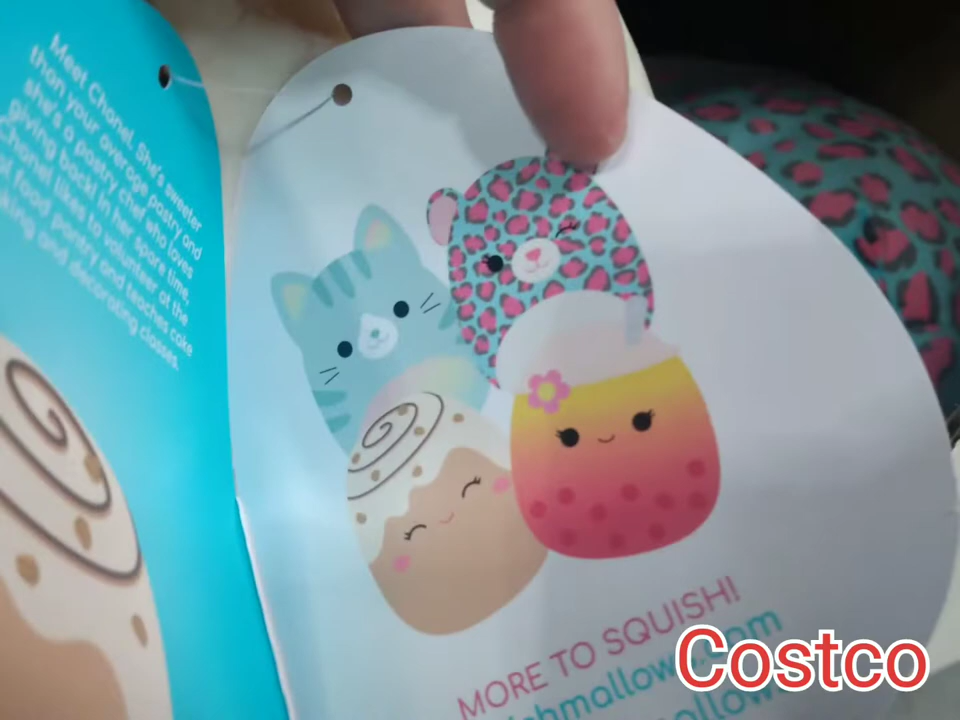 Meet Chanel. She's sweeter
than your average pastry and
she's a pastry chef who loves
giving back! In her spare time,
Chanel likes to volunteer at the
food pantry and teaches cake
and decorating classes.
MORE TO SQUISH!
Costco